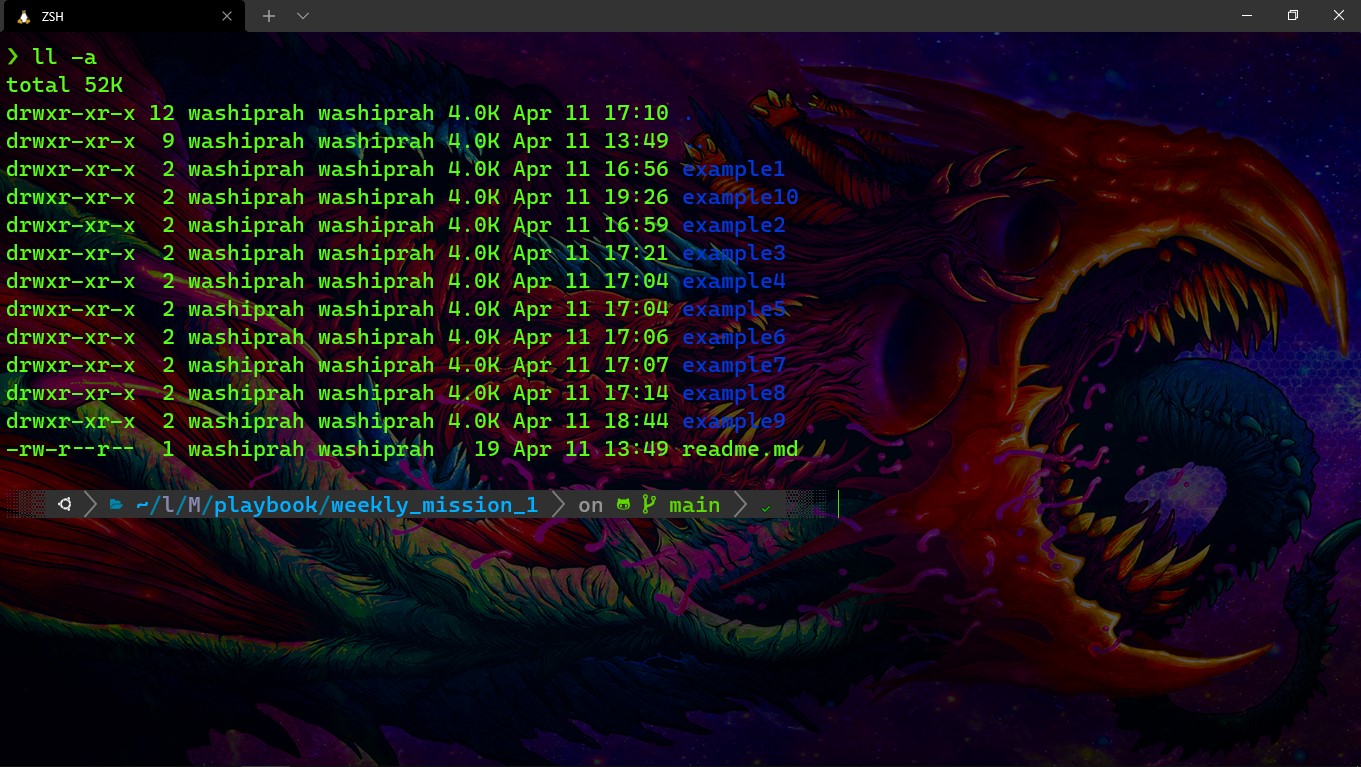 ZSH
❯ ll -a
total 52K
drwxr-xr-x 12 washiprah washiprah 4.0K Apr 11 17:10 .
drwxr-xr-x  9 washiprah washiprah 4.0K Apr 11 13:49 ..
drwxr-xr-x  2 washiprah washiprah 4.0K Apr 11 16:56 example1
drwxr-xr-x  2 washiprah washiprah 4.0K Apr 11 19:26 example10
drwxr-xr-x  2 washiprah washiprah 4.0K Apr 11 16:59 example2
drwxr-xr-x  2 washiprah washiprah 4.0K Apr 11 17:21 example3
drwxr-xr-x  2 washiprah washiprah 4.0K Apr 11 17:04 example4
drwxr-xr-x  2 washiprah washiprah 4.0K Apr 11 17:04 example5
drwxr-xr-x  2 washiprah washiprah 4.0K Apr 11 17:06 example6
drwxr-xr-x  2 washiprah washiprah 4.0K Apr 11 17:07 example7
drwxr-xr-x  2 washiprah washiprah 4.0K Apr 11 17:14 example8
drwxr-xr-x  2 washiprah washiprah 4.0K Apr 11 18:44 example9
-rw-r--r--  1 washiprah washiprah   19 Apr 11 13:49 readme.md
~/l/M/playbook/weekly_mission_1 on main ✓